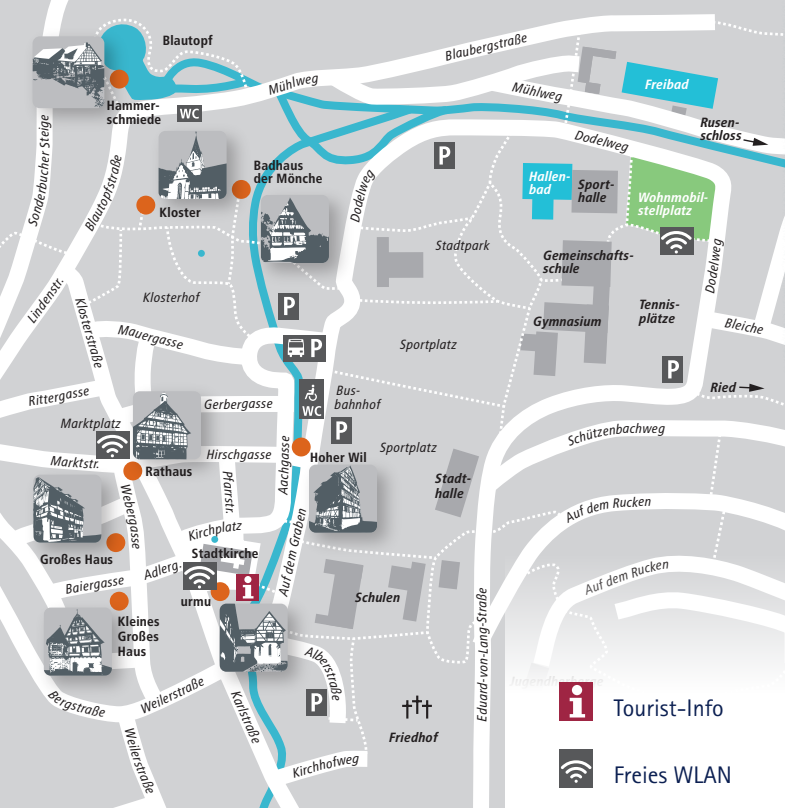 Blautopf
Blaubergstraße
Mühlweg
Mühlweg
Freibad
Hammer-
schmiede
WC
Rusen-
schloss
Dodelweg
Sonderbucher Steige
Blautopfstraße
Badhaus
der Mönche
P
Dodelweg
Hallen-
bad
Sport-
halle
Wohnmobil-
stellplatz
Kloster
Stadtpark
Gemeinschafts-
schule
Dodelweg
Lindenstr.
Klosterhof
Klosterstraße
P
Tennis-
plätze
Gymnasium
Bleiche
Mauergasse
P
Sportplatz
P
Ried
Rittergasse
Gerbergasse
WC
Bus-
bahnhof
Marktplatz
P
Schützenbachweg
Marktstr.
Rathaus
Hirschgasse
Aachgasse
Hoher Wil
Sportplatz
Pfarrstr.
Webergasse
Stadt-
halle
Auf dem Rucken
Kirchplatz
Großes Haus
Stadtkirche
Auf dem Graben
Adlerg.
Baiergasse
urmu
i
Schulen
Auf dem Rucken
Kleines
Großes
Haus
Eduard-von-Lang-Straße
Alberstraße
Jugendherberge
Bergstraße
Weilerstraße
Karlstraße
P
Friedhof
i Tourist-Info
Weilerstraße
Kirchhofweg
Freies WLAN